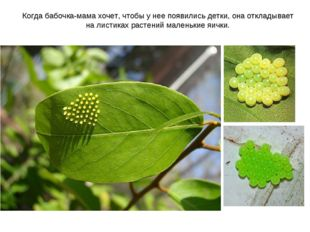 Когда бабочка-мама хочет, чтобы у нее появились детки, она откладывает
на листиках растений маленькие яички.